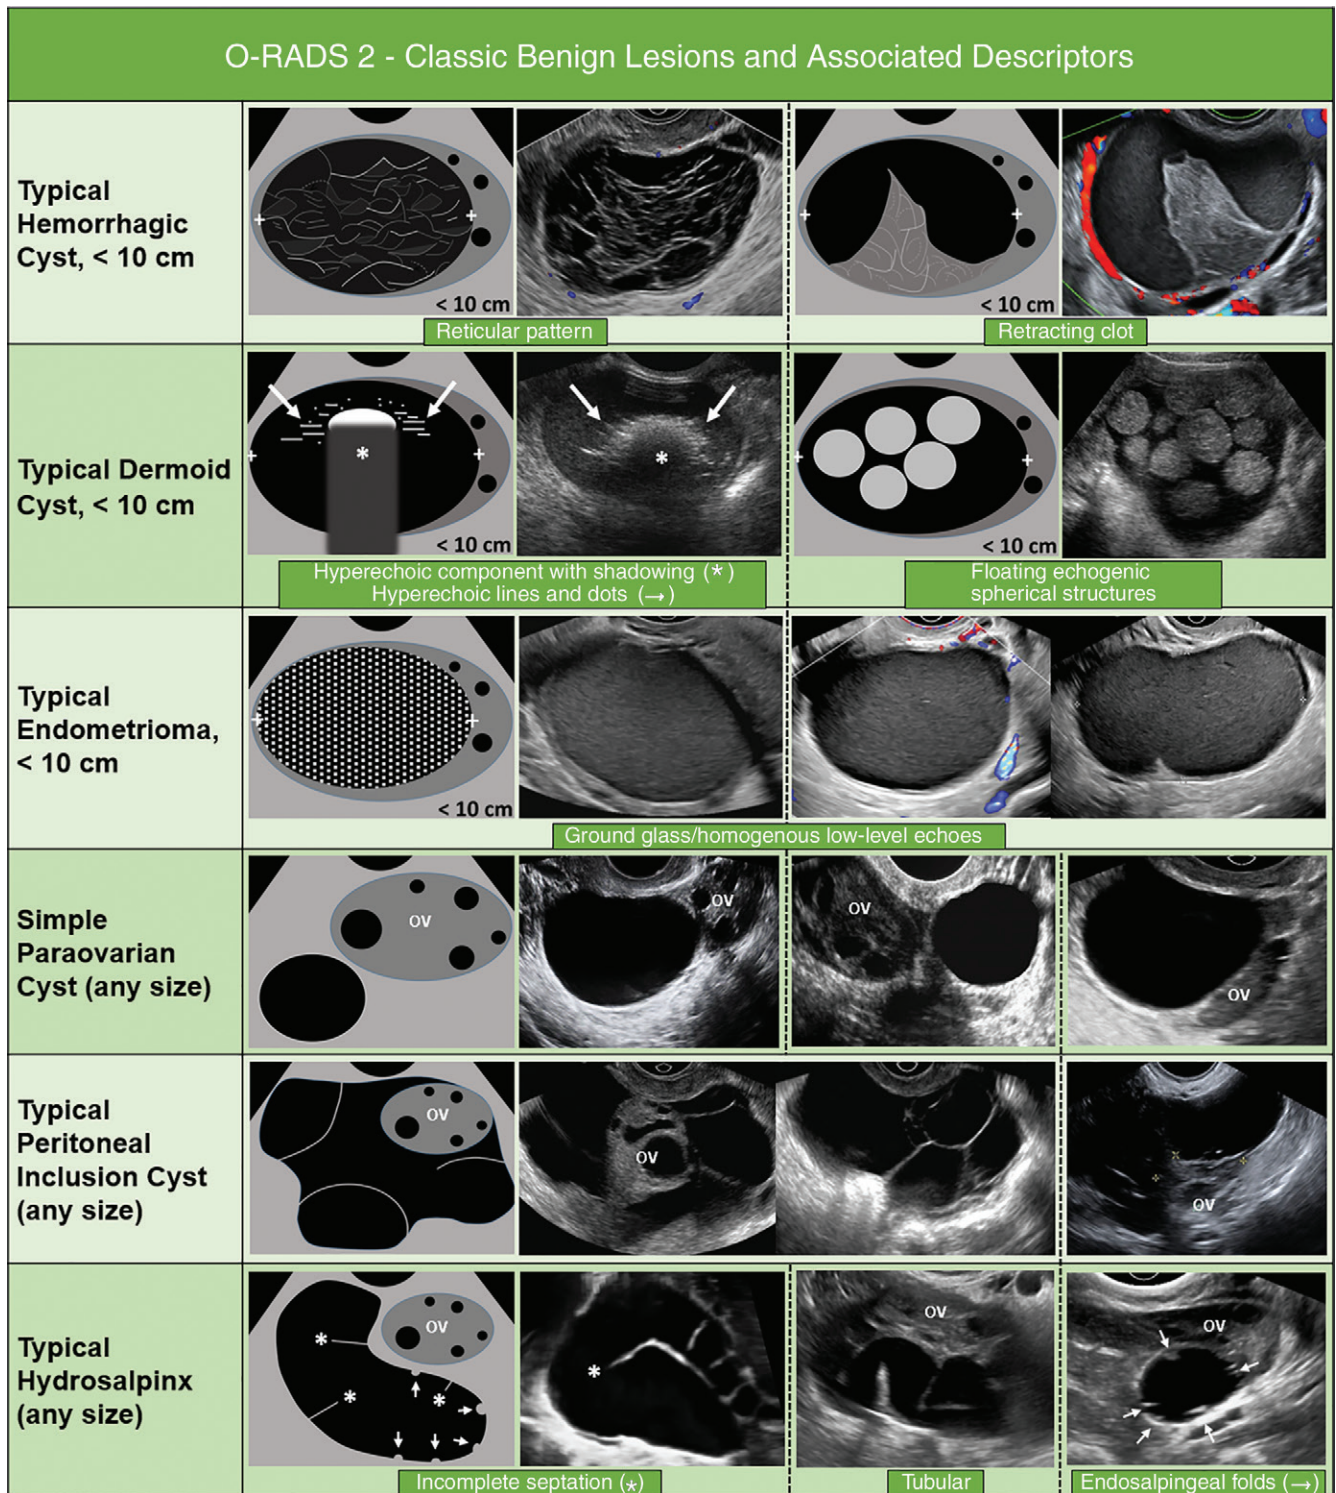 O-RADS 2 - Classic Benign Lesions and Associated Descriptors
Typical
Hemorrhagic
Cyst, < 10 cm
< 10 cm
< 10 cm
Reticular pattern
Retracting clot
Typical Dermoid
Cyst, < 10 cm
*
*
< 10 cm
< 10 cm
Hyperechoic component with shadowing (*)
Hyperechoic lines and dots (→)
Floating echogenic
spherical structures
Typical
Endometrioma,
< 10 cm
< 10 cm
Ground glass/homogenous low-level echoes
Simple
Paraovarian
Cyst (any size)
OV
OV
OV
OV
Typical
Peritoneal
Inclusion Cyst
(any size)
OV
OV
OV
Typical
Hydrosalpinx
(any size)
OV
*
*
*
*
OV
OV
Incomplete septation (*)
Tubular
Endosalpingeal folds (→)